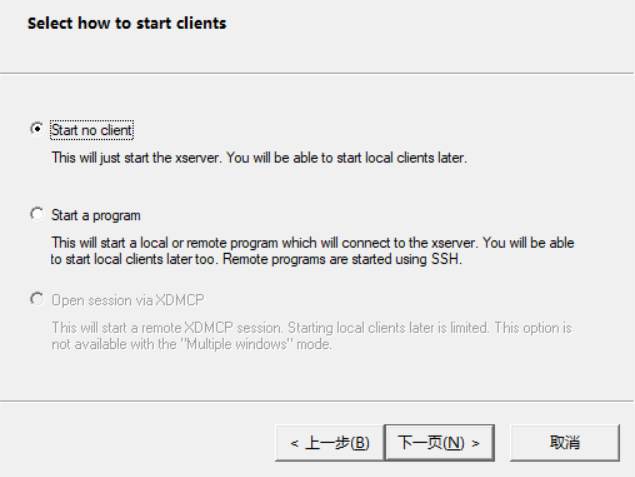 Select how to start clients
Start no client
This will just start the xserver. You will be able to start local clients later.
Start a program
This will start a local or remote program which will connect to the xserver. You will be able
to start local clients later too. Remote programs are started using SSH.
Open session via XDMCP
This will start a remote XDMCP session. Starting local clients later is limited. This option is
not available with the "Multiple windows" mode.
< 上一步(B) 下一页(N) > 取消